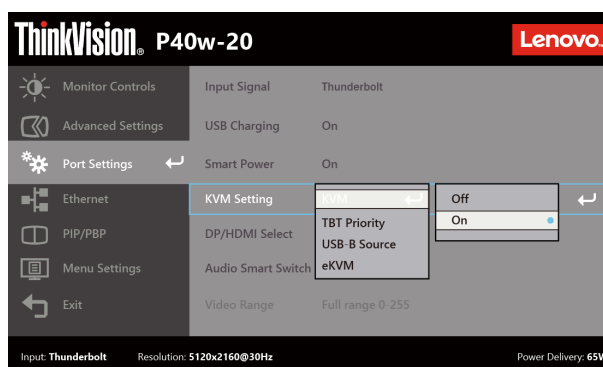 ThinkVision® P40w-20
Lenovo.
Monitor Controls
Advanced Settings
Port Settings
Ethernet
PIP/PBP
Menu Settings
Exit
Input Signal Thunderbolt
USB Charging On
Smart Power On
KVM Setting KVM
DP/HDMI Select
Audio Smart Switch
Video Range Full range 0-255
TBT Priority
USB-B Source
eKVM
Off
On
Input: Thunderbolt Resolution: 5120x2160@30Hz Power Delivery: 65W